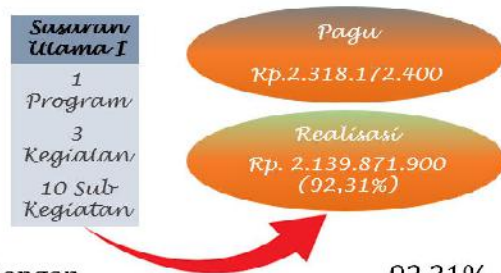 Susuran
Utama I
1
Program
3
Kegiatan
10 Sub
Kegiatan
Pagu
Rp.2.318.172.400
Realisasi
Rp. 2.139.871.900
(92,31%)
92,31%